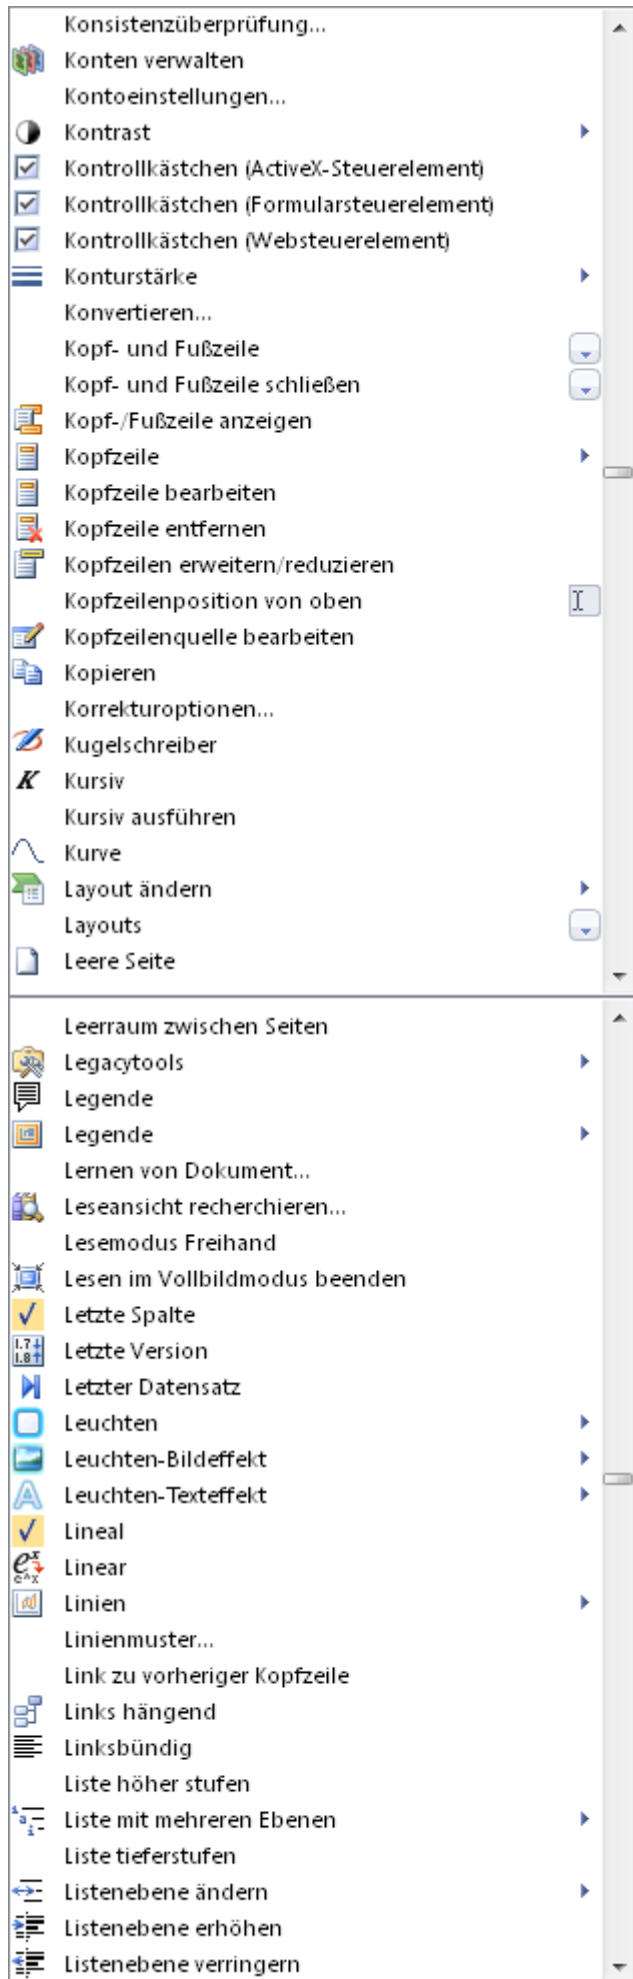 Konsistenzüberprüfung...
Konten verwalten
Kontoeinstellungen...
Kontrast
Kontrollkästchen (ActiveX-Steuerelement)
Kontrollkästchen (Formularsteuerelement)
Kontrollkästchen (Websteuerelement)
Konturstärke
Konvertieren...
Kopf- und Fußzeile
Kopf- und Fußzeile schließen
Kopf-/Fußzeile anzeigen
Kopfzeile
Kopfzeile bearbeiten
Kopfzeile entfernen
Kopfzeilen erweitern/reduzieren
Kopfzeilenposition von oben
Kopfzeilenquelle bearbeiten
Kopieren
Korrekturoptionen...
Kugelschreiber
K Kursiv
Kursiv ausführen
Kurve
Layout ändern
Layouts
Leere Seite
Leerraum zwischen Seiten
Legacytools
Legende
Legende
Lernen von Dokument...
Leseansicht recherchieren...
Lesemodus Freihand
Lesen im Vollbildmodus beenden
Letzte Spalte
Letzte Version
Letzter Datensatz
Leuchten
Leuchten-Bildeffekt
Leuchten-Texteffekt
Lineal
Linear
Linien
Linienmuster...
Link zu vorheriger Kopfzeile
Links hängend
Linksbündig
Liste höher stufen
Liste mit mehreren Ebenen
Liste tieferstufen
Listenebene ändern
Listenebene erhöhen
Listenebene verringern